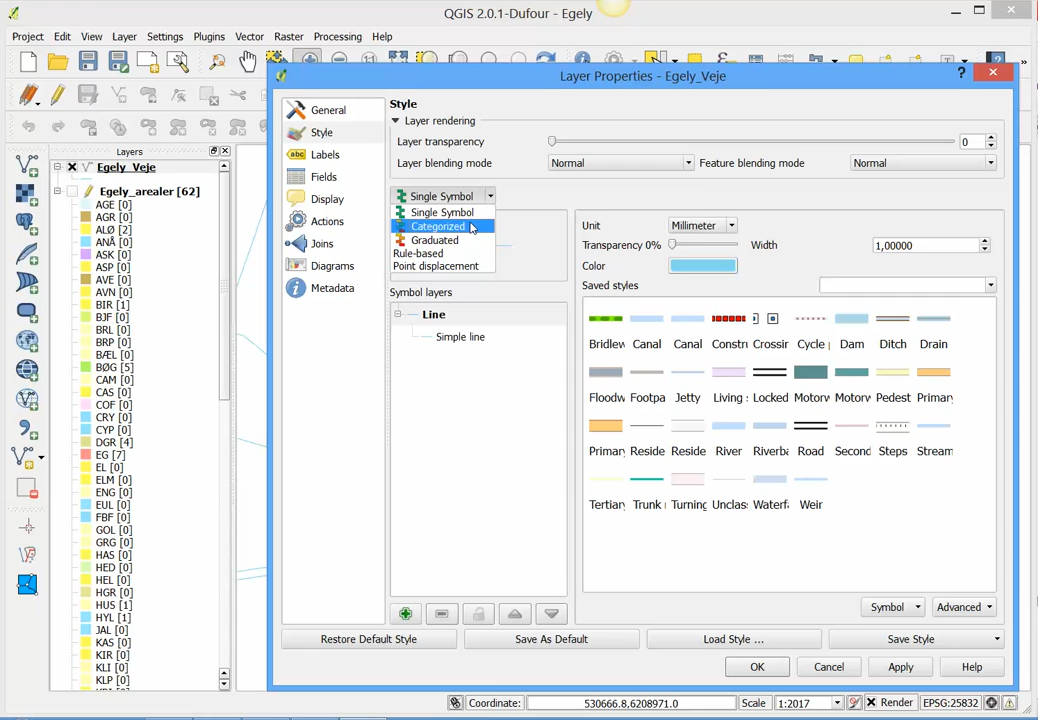 QGIS 2.0.1-Dufour - Egely
Project Edit View Layer Settings Plugins Vector Raster Processing Help
Layers
Egely_Veje
Egely_arealer [62]
AGE [0]
AGR [0]
ALØ [2]
ANÅ [0]
ASK [0]
ASP [0]
AVE [0]
AVN [0]
BIR [1]
BJF [0]
BRL [0]
BRP [0]
BÆL [0]
BØG [5]
CAM [0]
CAS [0]
COF [0]
CRY [0]
CYP [0]
DGR [4]
EG [7]
EL [0]
ELM [0]
ENG [0]
EUL [0]
FBF [0]
GOL [0]
GRG [0]
HAS [0]
HED [0]
HEL [0]
HGR [0]
HUS [1]
HYL [1]
JAL [0]
KAS [0]
KIR [0]
KLI [0]
KLP [0]
Layer Properties - Egely_Veje
General
Style
abc Labels
Fields
Display
Actions
Joins
Diagrams
Metadata
Style
Layer rendering
Layer transparency 0
Layer blending mode Normal Feature blending mode Normal
Single Symbol
Single Symbol
Categorized
Graduated
Rule-based
Point displacement
Symbol layers
Line
Simple line
Unit Millimeter
Transparency 0% Width 1,00000
Color
Saved styles
Bridlew Canal Canal Constru Crossir Cycle Dam Ditch Drain
Floodw Footpa Jetty Living Locked Motorw Motorw Pedest Primary
Primary Reside Reside River Riverba Road Second Steps Stream
Tertiary Trunk Turning Unclas Waterfa Weir
Symbol Advanced
Restore Default Style Save As Default Load Style ... Save Style
OK Cancel Apply Help
Coordinate: 530666.8,6208971.0 Scale 1:2017 Render EPSG:25832